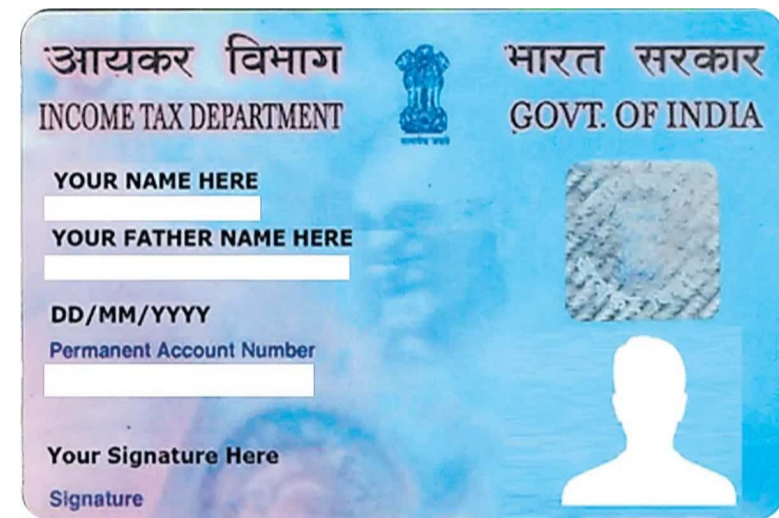 आयकर विभाग
भारत सरकार
INCOME TAX DEPARTMENT
GOVT. OF INDIA
YOUR NAME HERE
YOUR FATHER NAME HERE
DD/MM/YYYY
Permanent Account Number
Your Signature Here
Signature